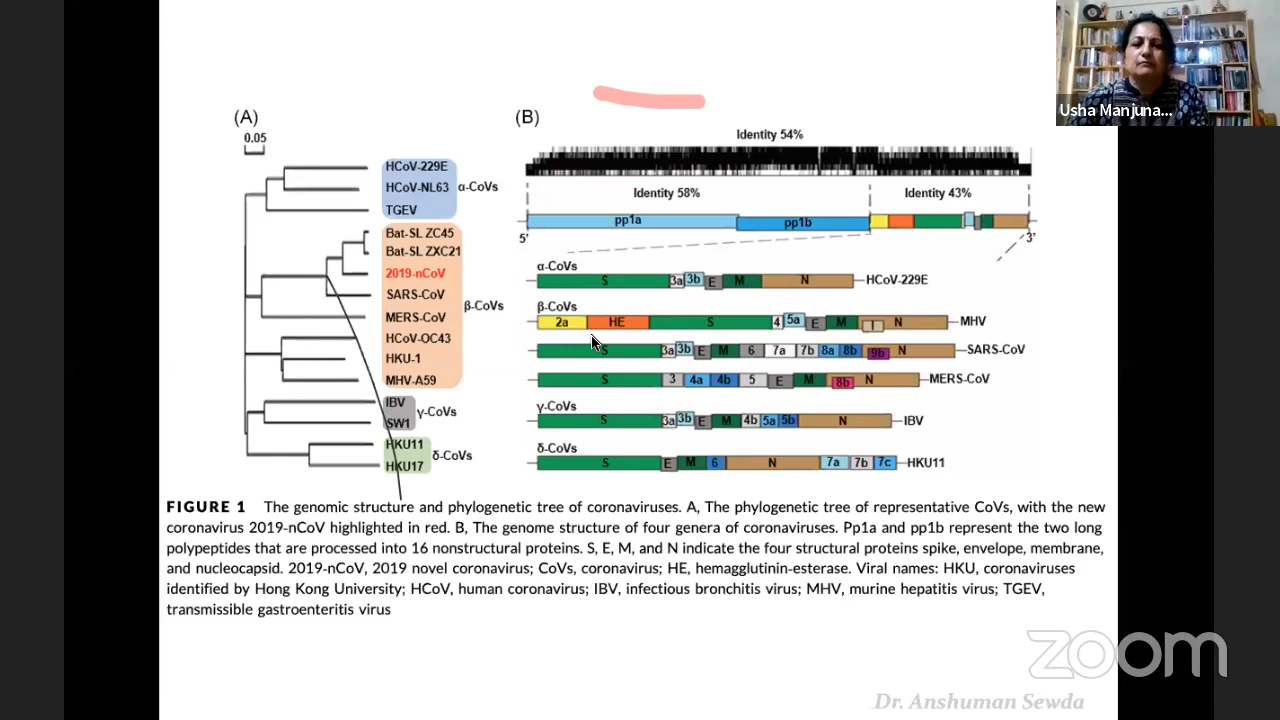 Usha Manjuna...
(A)
0.05
HCoV-229E
HCoV-NL63
TGEV
α-CoVs
Bat-SL ZC45
Bat-SL ZXC21
2019-nCoV
SARS-CoV
MERS-CoV
HCoV-OC43
HKU-1
MHV-A59
β-CoVs
IBV
SW1
γ-CoVs
HKU11
HKU17
δ-CoVs
(B)
Identity 54%
Identity 58% Identity 43%
pp1a pp1b
5' 3'
α-CoVs
S 3a 3b E M N HCoV-229E
β-CoVs
2a HE S 4 5a E M I N MHV
S 3a 3b E M 6 7a 7b 8a 8b 9b N SARS-CoV
S 3 4a 4b 5 E M 8b N MERS-CoV
γ-CoVs
S 3a 3b E M 4b 5a 5b N IBV
δ-CoVs
S E M 6 N 7a 7b 7c HKU11
FIGURE 1 The genomic structure and phylogenetic tree of coronaviruses. A, The phylogenetic tree of representative CoVs, with the new
coronavirus 2019-nCoV highlighted in red. B, The genome structure of four genera of coronaviruses. Pp1a and pp1b represent the two long
polypeptides that are processed into 16 nonstructural proteins. S, E, M, and N indicate the four structural proteins spike, envelope, membrane,
and nucleocapsid. 2019-nCoV, 2019 novel coronavirus; CoVs, coronavirus; HE, hemagglutinin-esterase. Viral names: HKU, coronaviruses
identified by Hong Kong University; HCoV, human coronavirus; IBV, infectious bronchitis virus; MHV, murine hepatitis virus; TGEV,
transmissible gastroenteritis virus
zoom
Dr. Anshuman Sewda